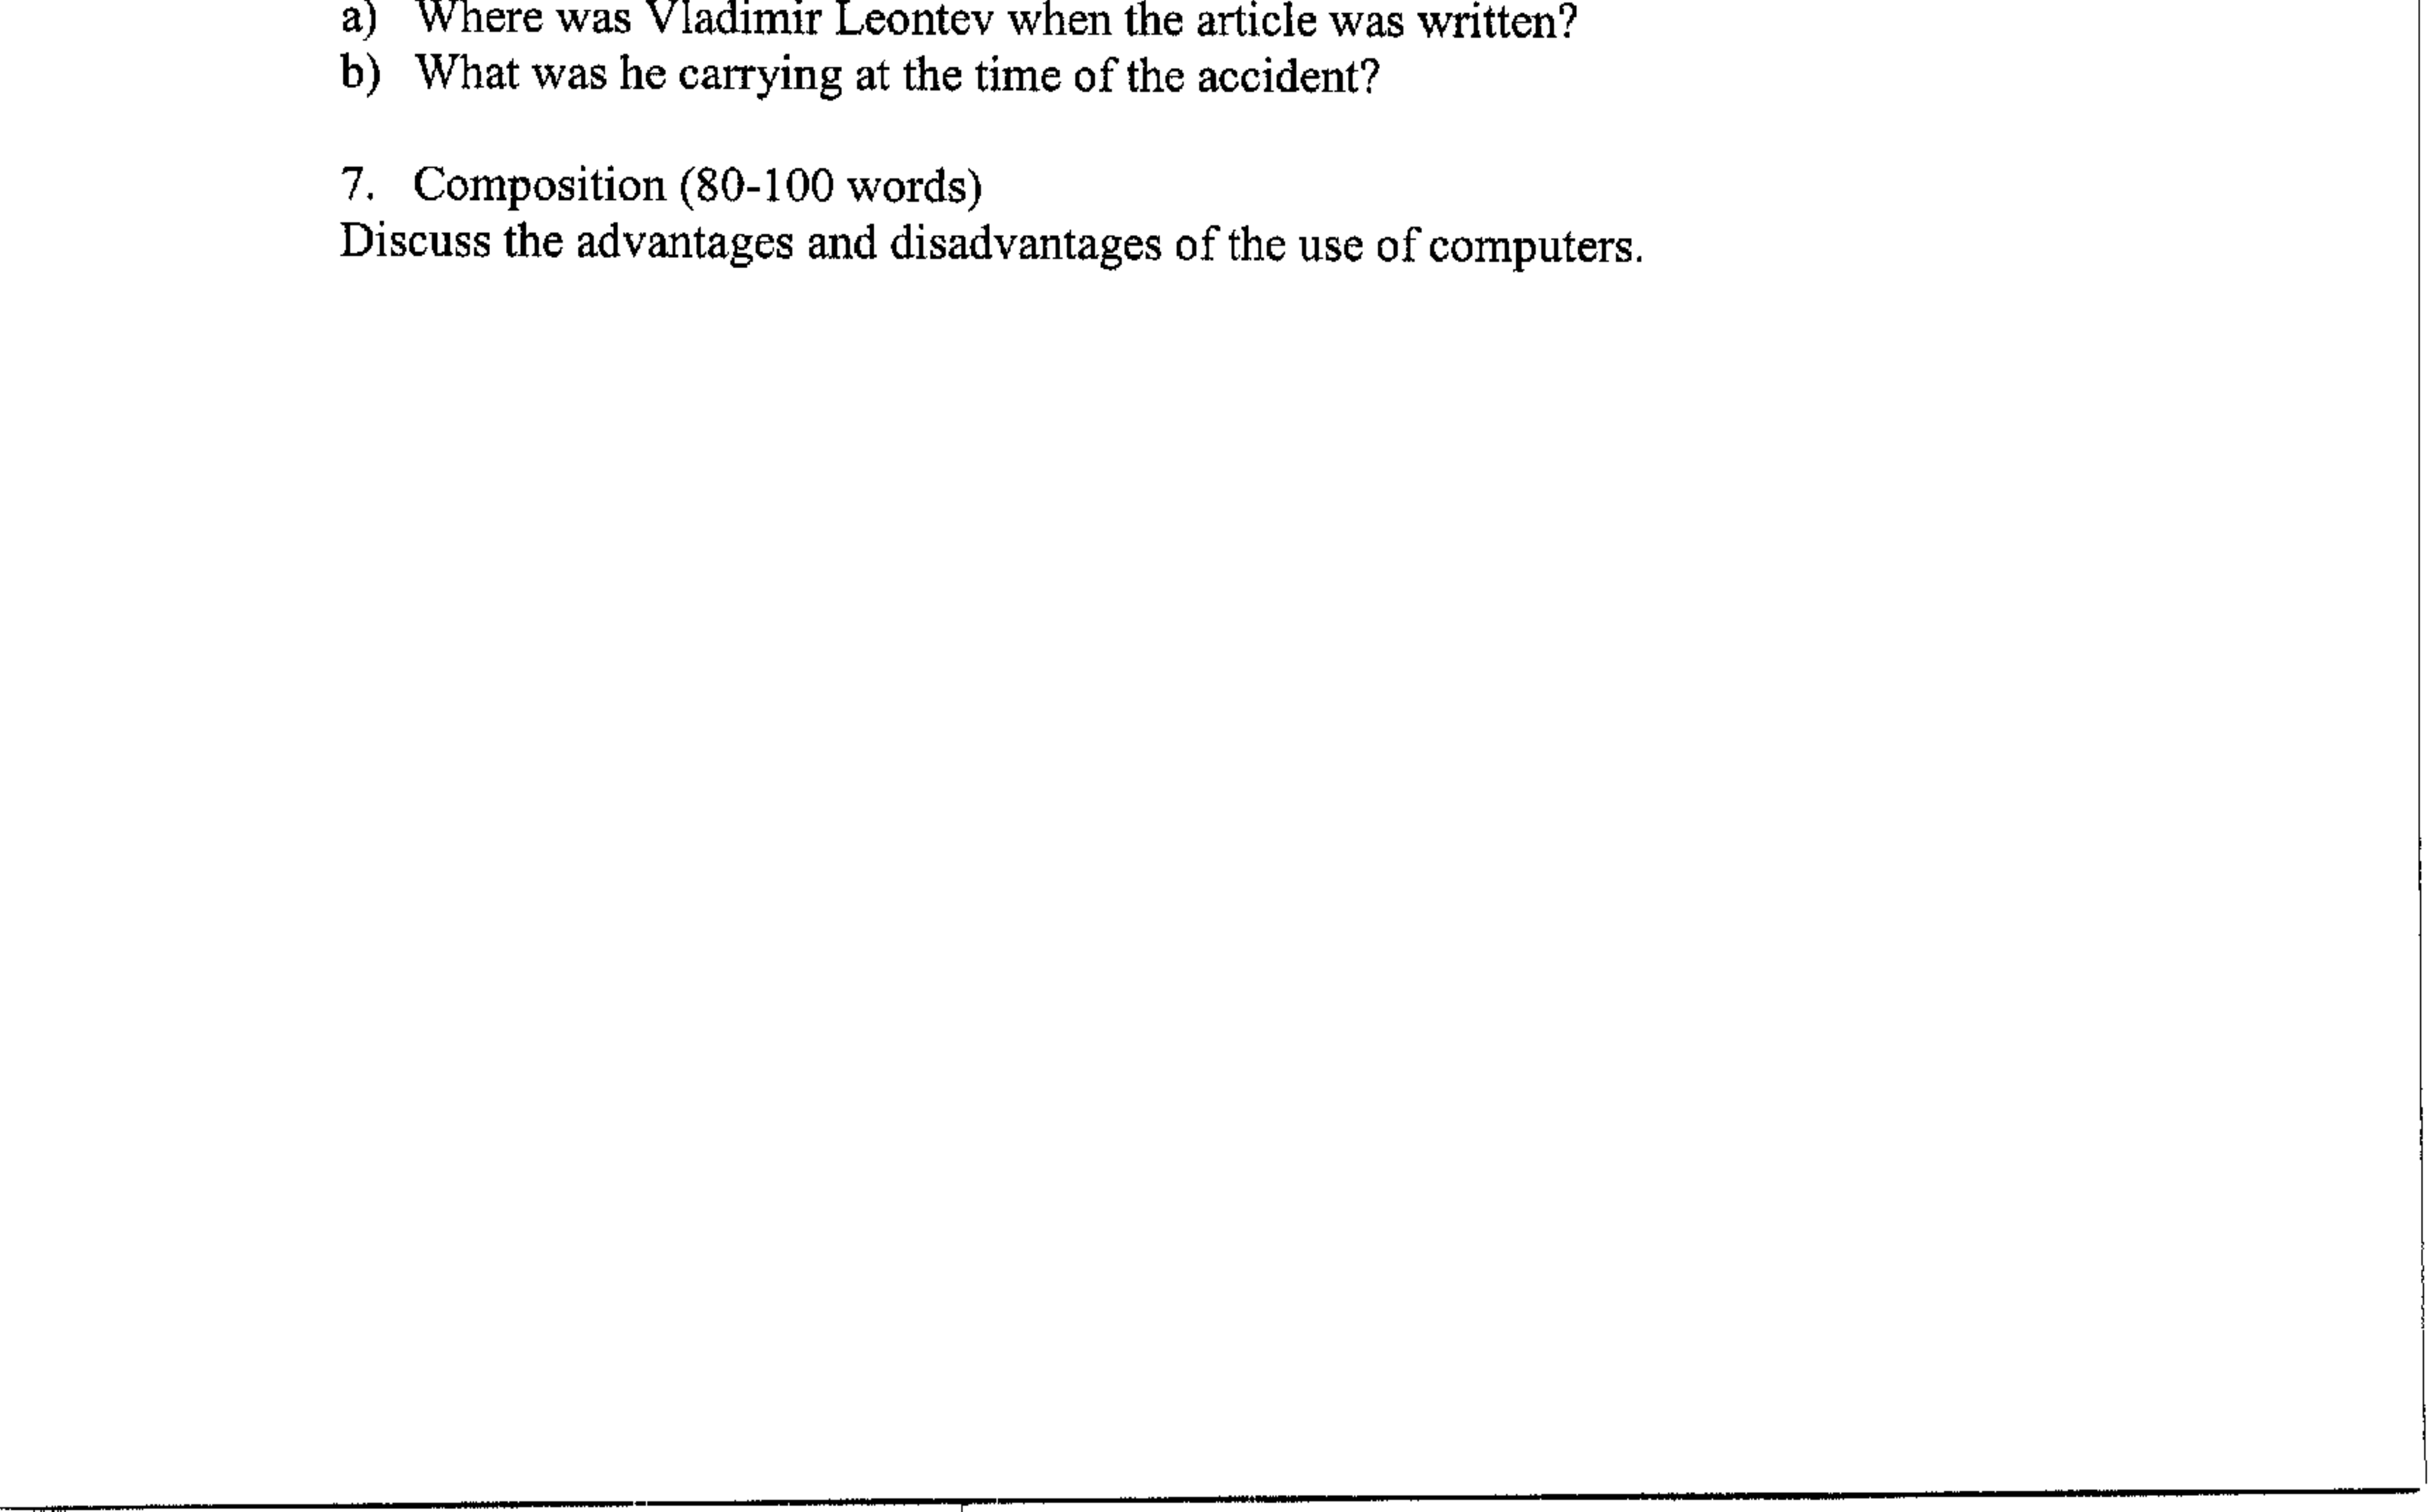 a) Where was Vladimir Leontev when the article was written?
b) What was he carrying at the time of the accident?
7. Composition (80-100 words)
Discuss the advantages and disadvantages of the use of computers.